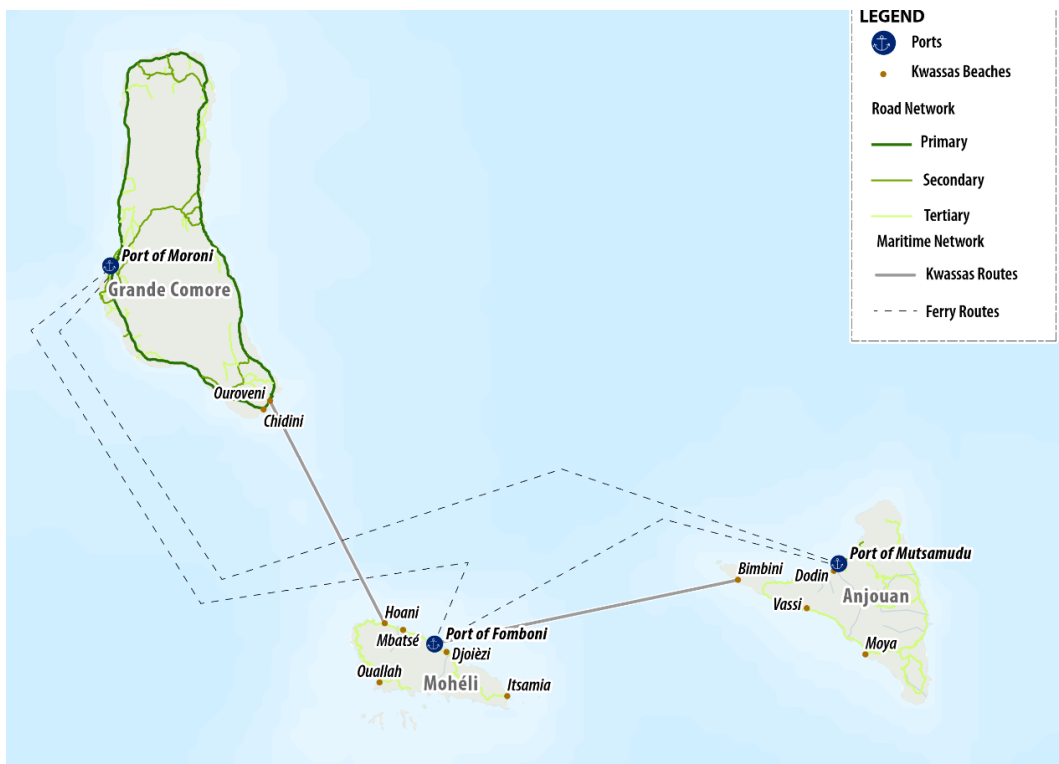 LEGEND
Ports
Kwassas Beaches
Road Network
Primary
Secondary
Tertiary
Maritime Network
Kwassas Routes
Ferry Routes
Port of Moroni
Grande Comore
Ouroveni
Chidini
Port of Mutsamudu
Bimbini
Dodin
Anjouan
Vassi
Hoani
Mbatsé
Port of Fomboni
Djoièzi
Moya
Ouallah
Mohéli
Itsamia